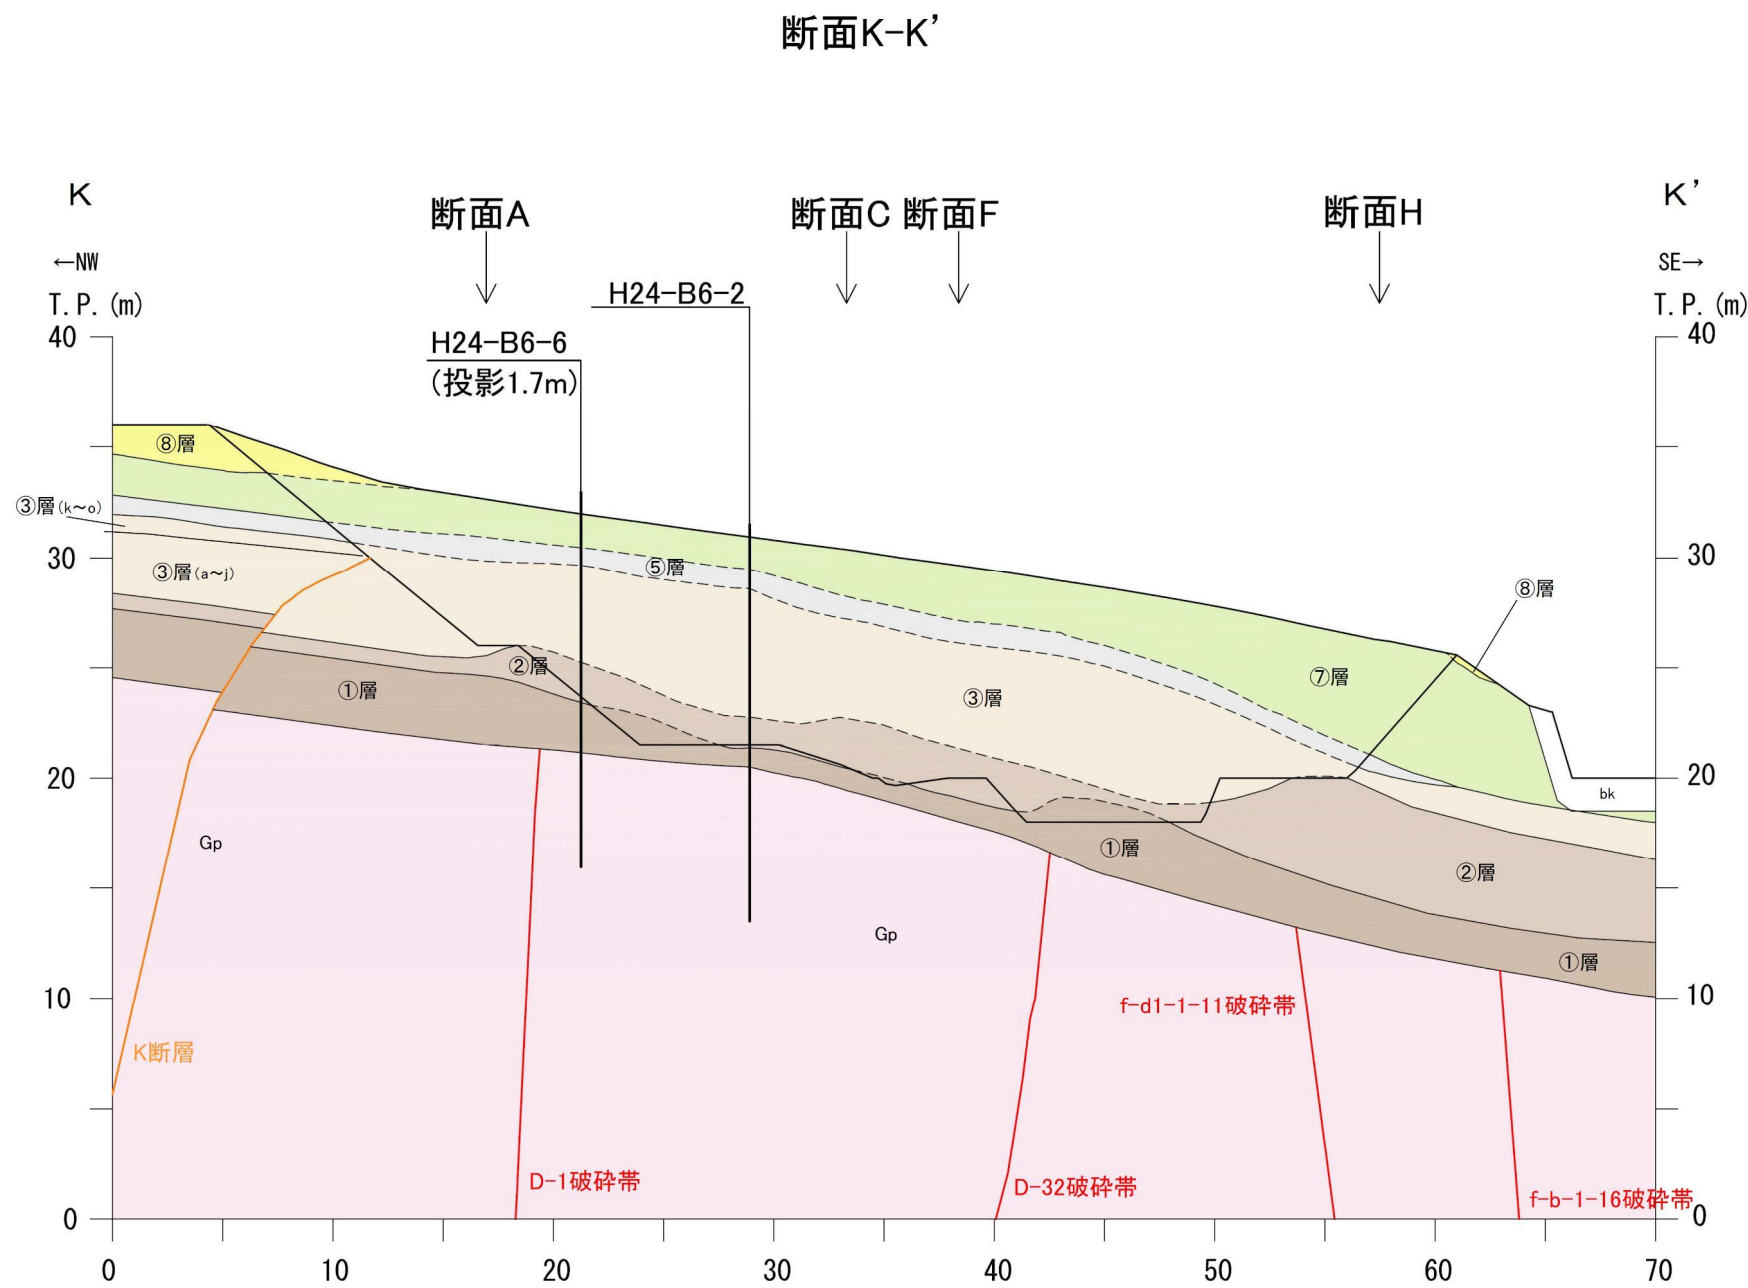 断面K-K’
K
K’
断面A
断面C
断面F
断面H
←NW
SE→
T.P.(m)
T.P.(m)
H24-B6-2
H24-B6-6
(投影1.7m)
40
40
⑧層
③層(k～o)
30
30
⑤層
③層(a～j)
⑧層
②層
①層
③層
⑦層
20
20
bk
Gp
①層
②層
Gp
①層
10
10
f-d1-1-11破砕帯
K断層
D-1破砕帯
D-32破砕帯
f-b-1-16破砕帯
0
0
0
10
20
30
40
50
60
70